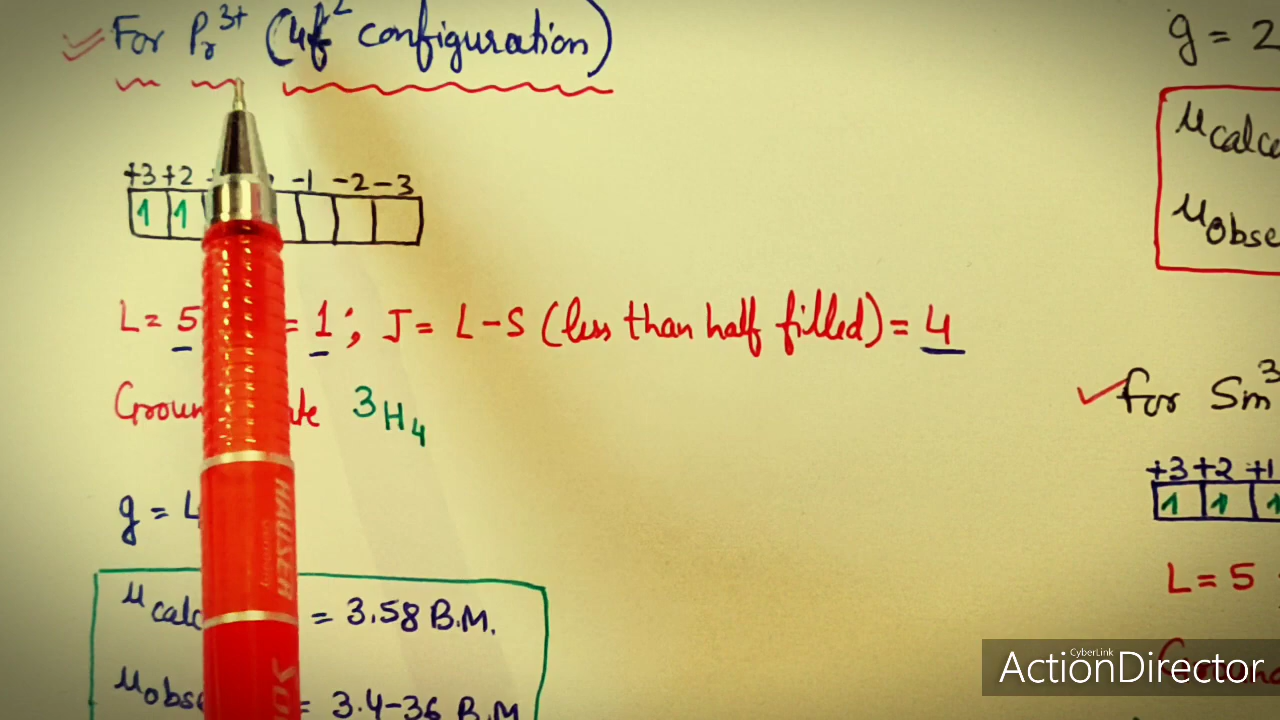 For Pr³⁺ (4f² configuration)
+3 +2 -1 -2 -3
1 1
L = 5 = 1 ; J = L-S (less than half filled) = 4
Ground ³H₄
g = 4
μcalc = 3.58 B.M.
μobse = 3.4-36 B.M
g = 2
μcalc
μobse
For Sm³
+3 +2 +1
1 1 1
L = 5
HAUSER
CyberLink
ActionDirector